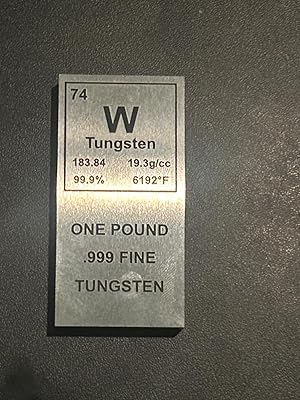 74
W
Tungsten
183.84 19.3g/cc
99.9% 6192°F
ONE POUND
.999 FINE
TUNGSTEN